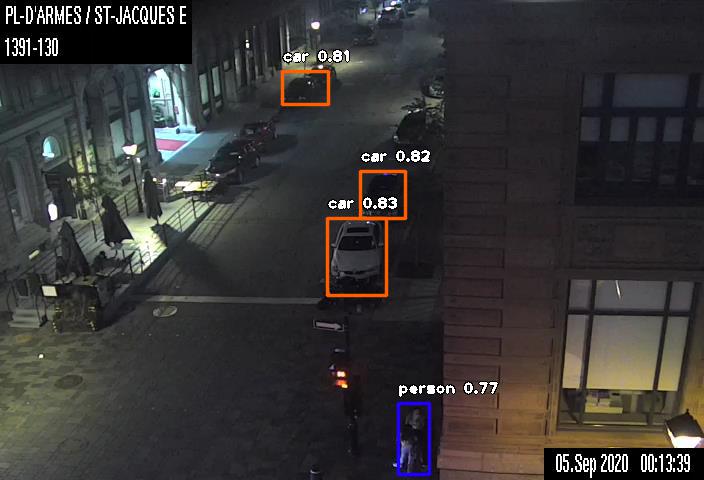 PL-D'ARMES / ST-JACQUES E
1391-130
car 0.81
car 0.82
car 0.83
person 0.77
05.Sep 2020 00:13:39